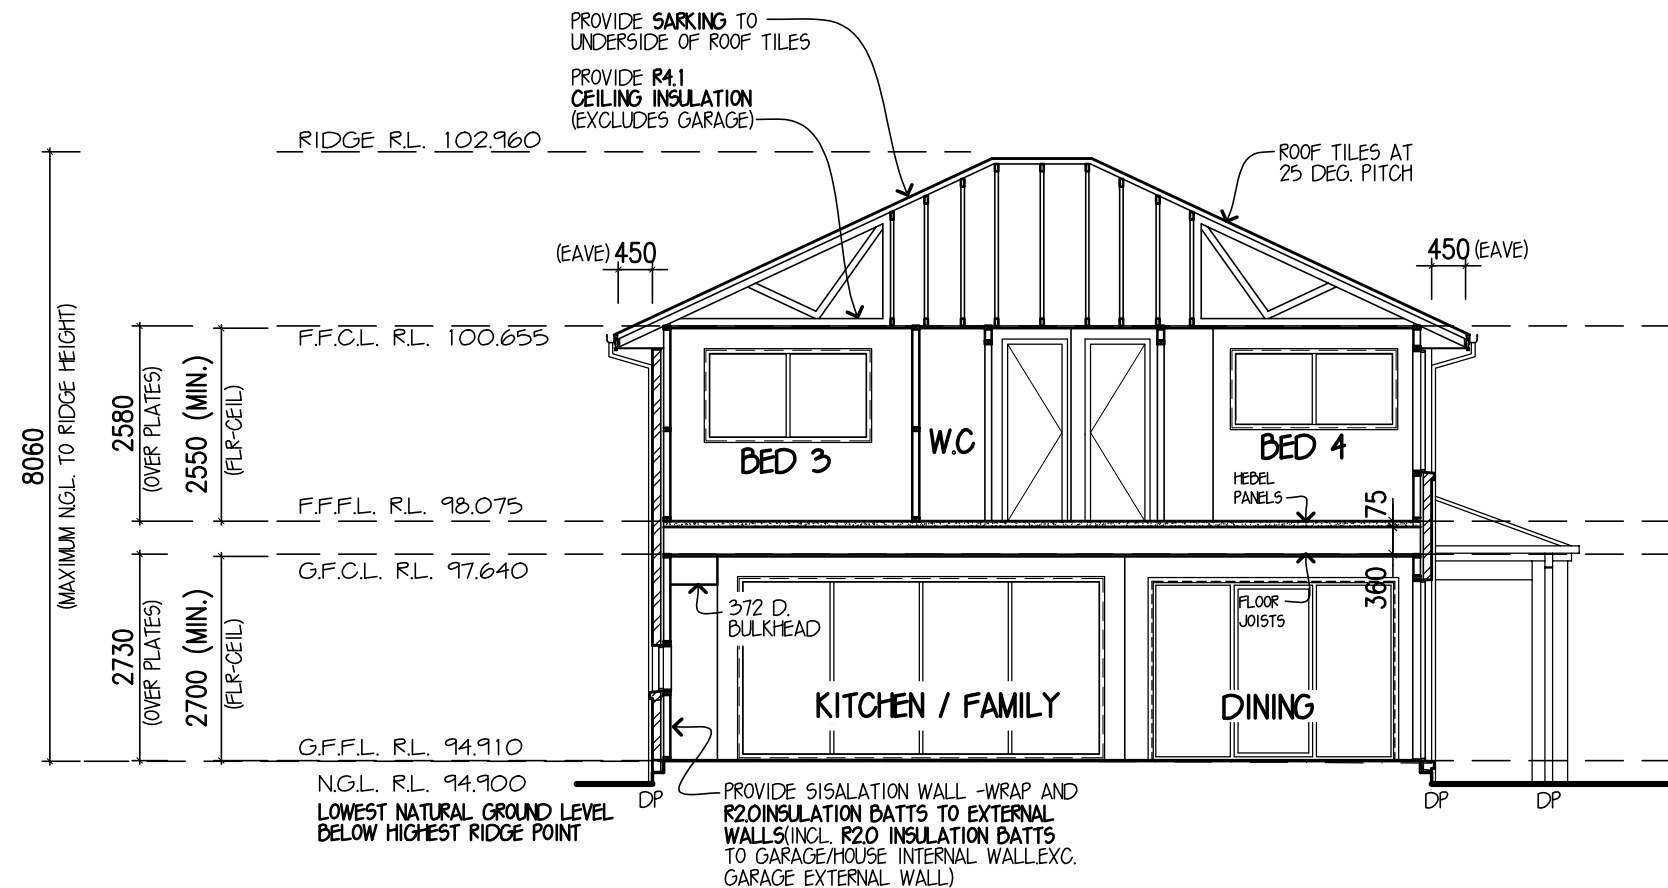 PROVIDE SARKING TO
UNDERSIDE OF ROOF TILES
PROVIDE R4.1
CEILING INSULATION
(EXCLUDES GARAGE)
RIDGE R.L. 102.960
ROOF TILES AT
25 DEG. PITCH
(EAVE) 450
450 (EAVE)
F.F.C.L. R.L. 100.655
8060
(MAXIMUM N.G.L. TO RIDGE HEIGHT)
2580
(OVER PLATES)
2550 (MIN.)
(FLR-CEIL)
BED 3
W.C
BED 4
HEBEL
PANELS
75
F.F.F.L. R.L. 98.075
G.F.C.L. R.L. 97.640
360
2730
(OVER PLATES)
2700 (MIN.)
(FLR-CEIL)
372 D.
BULKHEAD
FLOOR
JOISTS
KITCHEN / FAMILY
DINING
G.F.F.L. R.L. 94.910
N.G.L. R.L. 94.900
LOWEST NATURAL GROUND LEVEL
BELOW HIGHEST RIDGE POINT
DP
DP
DP
PROVIDE SISALATION WALL -WRAP AND
R2.0INSULATION BATTS TO EXTERNAL
WALLS(INCL. R2.0 INSULATION BATTS
TO GARAGE/HOUSE INTERNAL WALL.EXC.
GARAGE EXTERNAL WALL)